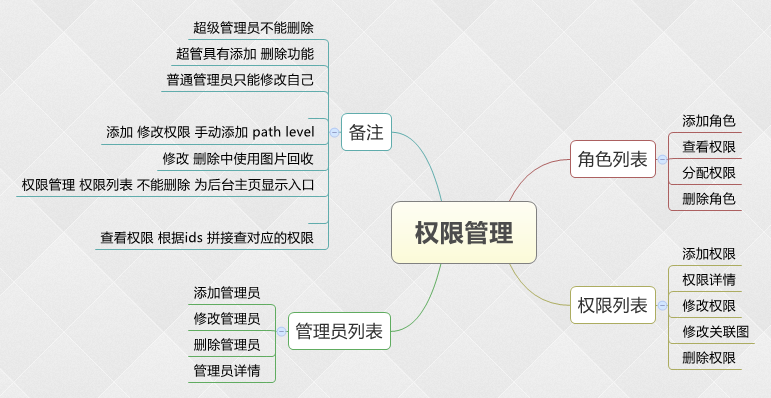 权限管理
角色列表
添加角色
查看权限
分配权限
删除角色
权限列表
添加权限
权限详情
修改权限
修改关联图
删除权限
管理员列表
添加管理员
修改管理员
删除管理员
管理员详情
备注
超级管理员不能删除
超管具有添加 删除功能
普通管理员只能修改自己
添加 修改权限 手动添加 path level
修改 删除中使用图片回收
权限管理 权限列表 不能删除 为后台主页显示入口
查看权限 根据ids 拼接查对应的权限